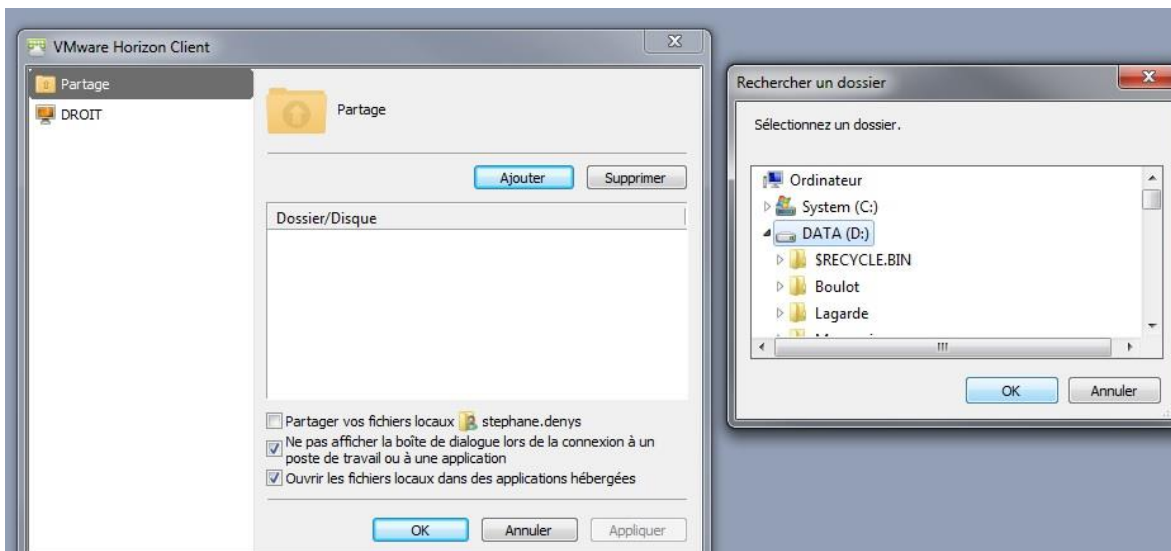 VMware Horizon Client
Partage
DROIT
Partage
Ajouter
Supprimer
Dossier/Disque
Partager vos fichiers locaux stephane.denys
Ne pas afficher la boîte de dialogue lors de la connexion à un
poste de travail ou à une application
Ouvrir les fichiers locaux dans des applications hébergées
OK
Annuler
Appliquer
Rechercher un dossier
Sélectionnez un dossier.
Ordinateur
System (C:)
DATA (D:)
$RECYCLE.BIN
Boulot
Lagarde
OK
Annuler